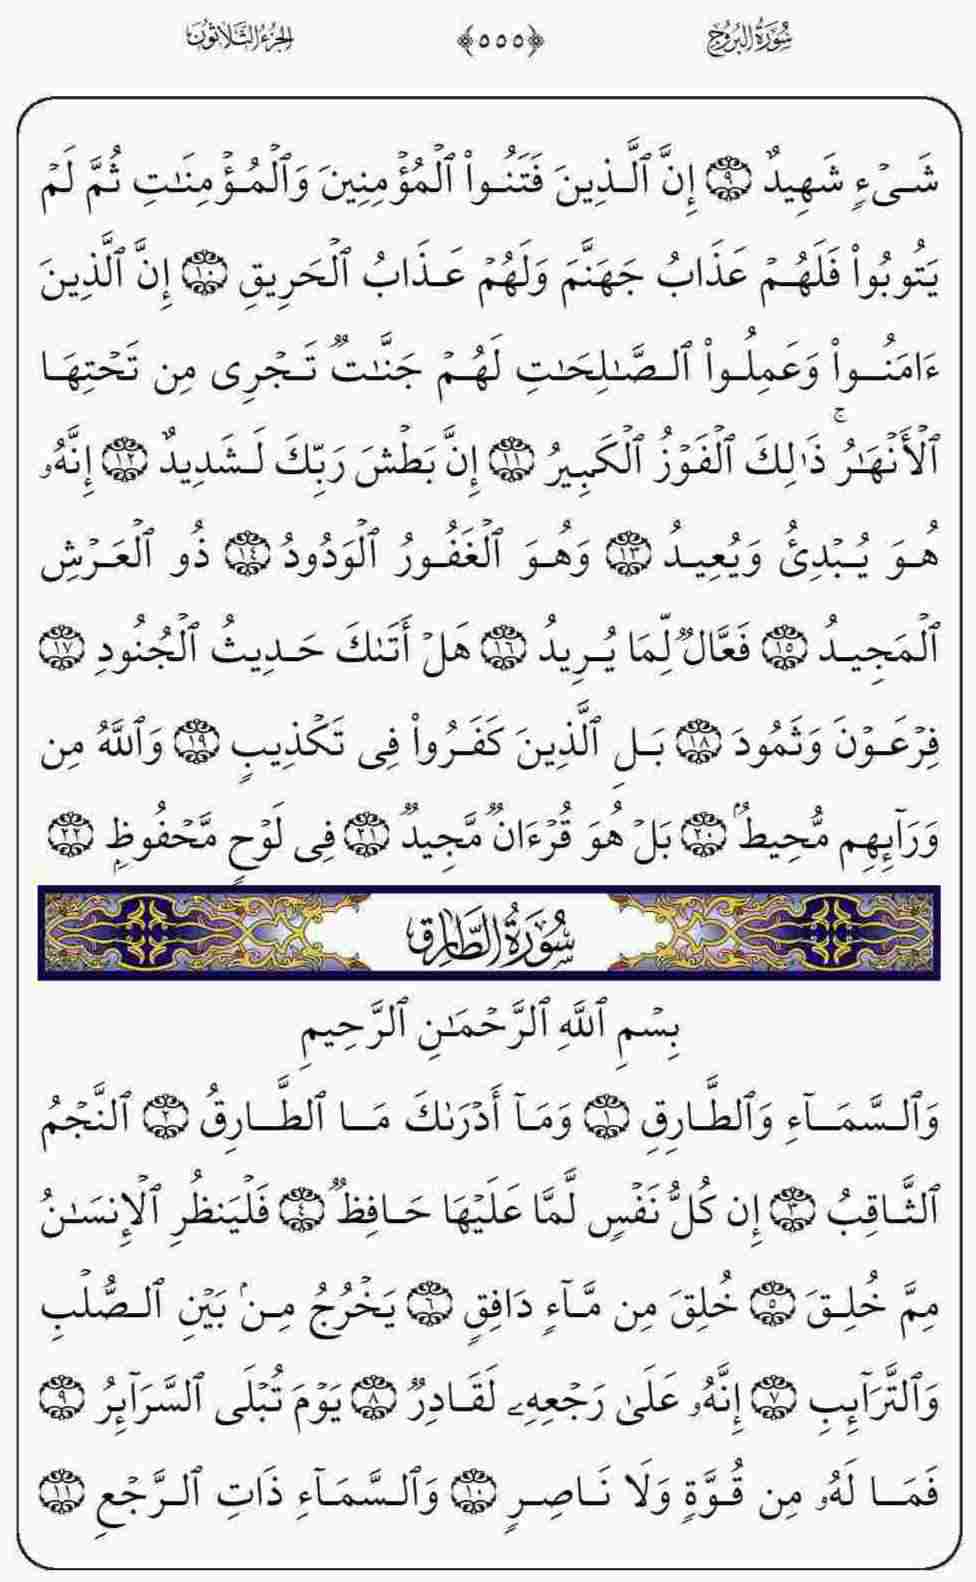 سُورَةُ البُرُوج ﴿٥٥٥﴾ الجُزءُ الثَّلَاثُونَ
شَىۡءٖ شَهِيدٌ ٩ إِنَّ ٱلَّذِينَ فَتَنُواْ ٱلۡمُؤۡمِنِينَ وَٱلۡمُؤۡمِنَٰتِ ثُمَّ لَمۡ
يَتُوبُواْ فَلَهُمۡ عَذَابُ جَهَنَّمَ وَلَهُمۡ عَذَابُ ٱلۡحَرِيقِ ١٠ إِنَّ ٱلَّذِينَ
ءَامَنُواْ وَعَمِلُواْ ٱلصَّٰلِحَٰتِ لَهُمۡ جَنَّٰتٞ تَجۡرِى مِن تَحۡتِهَا
ٱلۡأَنۡهَٰرُۚ ذَٰلِكَ ٱلۡفَوۡزُ ٱلۡكَبِيرُ ١١ إِنَّ بَطۡشَ رَبِّكَ لَشَدِيدٌ ١٢ إِنَّهُۥ
هُوَ يُبۡدِئُ وَيُعِيدُ ١٣ وَهُوَ ٱلۡغَفُورُ ٱلۡوَدُودُ ١٤ ذُو ٱلۡعَرۡشِ
ٱلۡمَجِيدُ ١٥ فَعَّالٞ لِّمَا يُرِيدُ ١٦ هَلۡ أَتَىٰكَ حَدِيثُ ٱلۡجُنُودِ ١٧
فِرۡعَوۡنَ وَثَمُودَ ١٨ بَلِ ٱلَّذِينَ كَفَرُواْ فِى تَكۡذِيبٖ ١٩ وَٱللَّهُ مِن
وَرَآئِهِم مُّحِيطُۢ ٢٠ بَلۡ هُوَ قُرۡءَانٞ مَّجِيدٞ ٢١ فِى لَوۡحٖ مَّحۡفُوظِۭ ٢٢
سُورَةُ الطَّارِق
بِسۡمِ ٱللَّهِ ٱلرَّحۡمَٰنِ ٱلرَّحِيمِ
وَٱلسَّمَآءِ وَٱلطَّارِقِ ١ وَمَآ أَدۡرَىٰكَ مَا ٱلطَّارِقُ ٢ ٱلنَّجۡمُ
ٱلثَّاقِبُ ٣ إِن كُلُّ نَفۡسٖ لَّمَّا عَلَيۡهَا حَافِظٞ ٤ فَلۡيَنظُرِ ٱلۡإِنسَٰنُ
مِمَّ خُلِقَ ٥ خُلِقَ مِن مَّآءٖ دَافِقٖ ٦ يَخۡرُجُ مِنۢ بَيۡنِ ٱلصُّلۡبِ
وَٱلتَّرَآئِبِ ٧ إِنَّهُۥ عَلَىٰ رَجۡعِهِۦ لَقَادِرٞ ٨ يَوۡمَ تُبۡلَى ٱلسَّرَآئِرُ ٩
فَمَا لَهُۥ مِن قُوَّةٖ وَلَا نَاصِرٖ ١٠ وَٱلسَّمَآءِ ذَاتِ ٱلرَّجۡعِ ١١